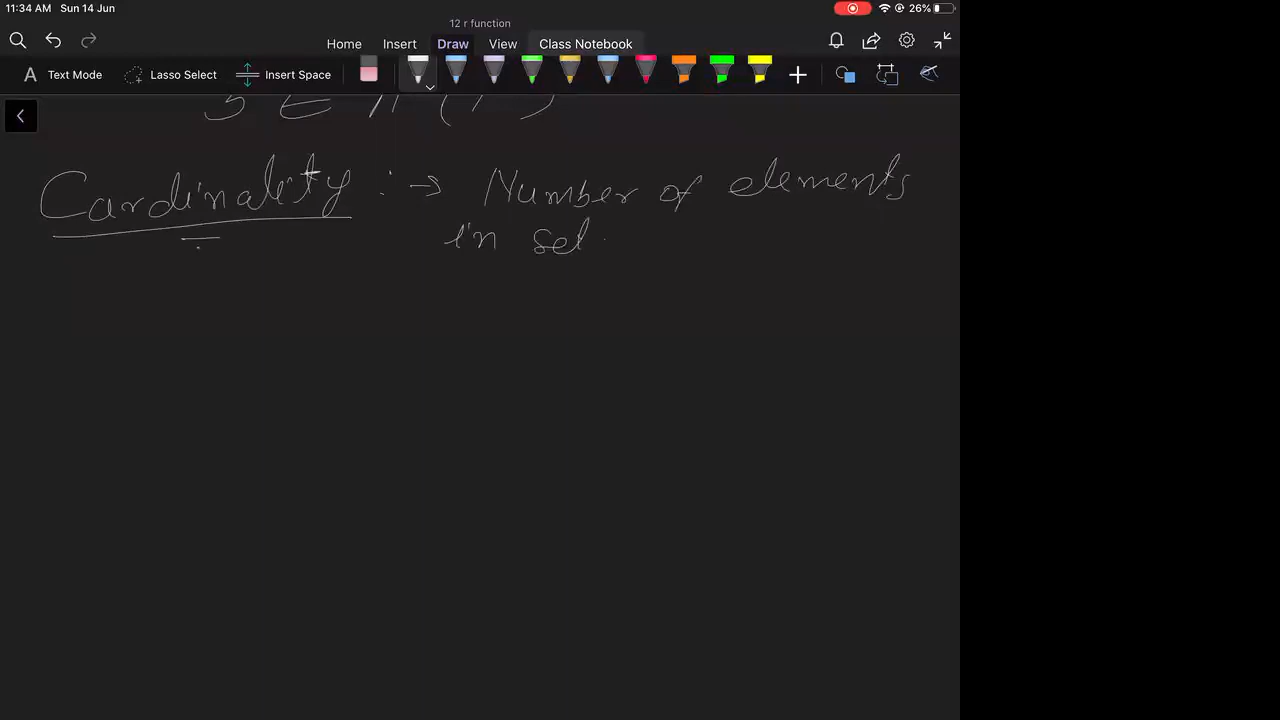 11:34 AM Sun 14 Jun
26%
12 r function
Home Insert Draw View Class Notebook
A Text Mode Lasso Select Insert Space
Cardinality :→ Number of elements
in set.